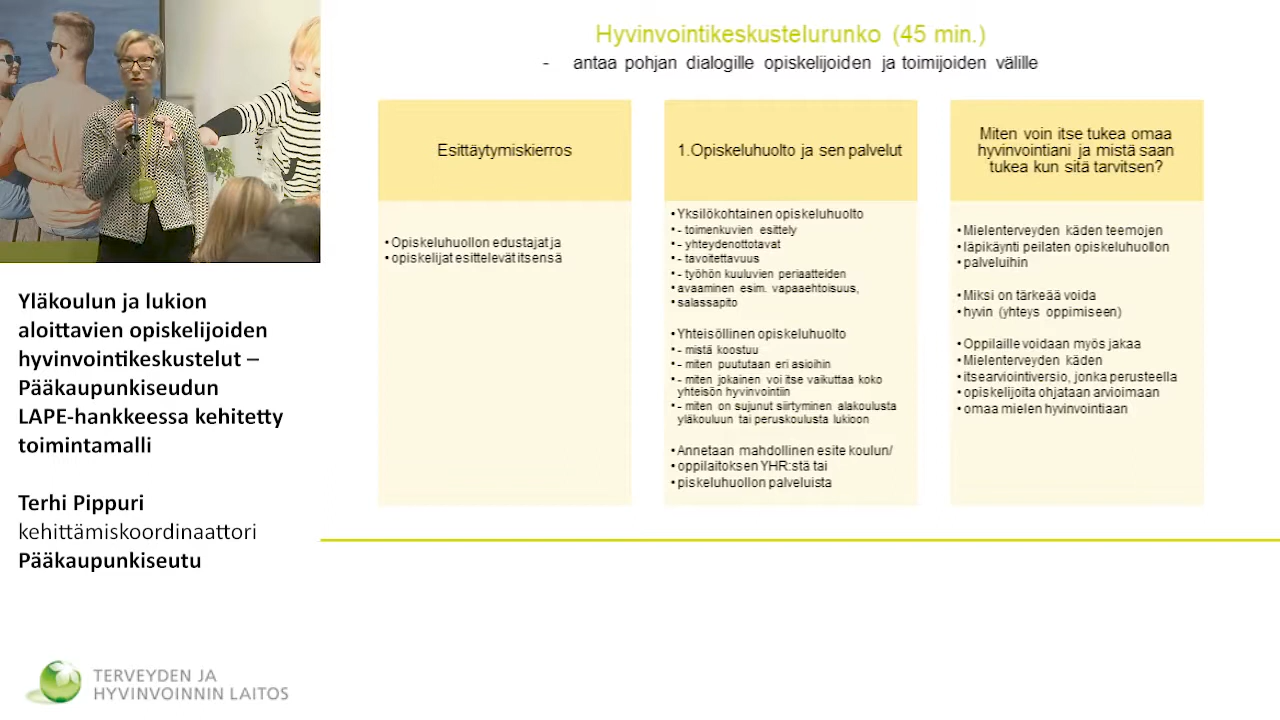 Hyvinvointikeskustelurunko (45 min.)
- antaa pohjan dialogille opiskelijoiden ja toimijoiden välille
Esittäytymiskierros
• Opiskeluhuollon edustajat ja
• opiskelijat esittelevät itsensä
1.Opiskeluhuolto ja sen palvelut
• Yksilökohtainen opiskeluhuolto
• - toimenkuvien esittely
• - yhteydenottotavat
• - tavoitettavuus
• - työhön kuuluvien periaatteiden
• avaaminen esim. vapaaehtoisuus,
• salassapito
• Yhteisöllinen opiskeluhuolto
• - mistä koostuu
• - miten puututaan eri asioihin
• - miten jokainen voi itse vaikuttaa koko
yhteisön hyvinvointiin
• - miten on sujunut siirtyminen alakoulusta
yläkouluun tai peruskoulusta lukioon
• Annetaan mahdollinen esite koulun/
• oppilaitoksen YHR:stä tai
• piskeluhuollon palveluista
Miten voin itse tukea omaa
hyvinvointiani ja mistä saan
tukea kun sitä tarvitsen?
• Mielenterveyden käden teemojen
• läpikäynti peilaten opiskeluhuollon
• palveluihin
• Miksi on tärkeää voida
• hyvin (yhteys oppimiseen)
• Oppilaille voidaan myös jakaa
• Mielenterveyden käden
• itsearviointiversio, jonka perusteella
• opiskelijoita ohjataan arvioimaan
• omaa mielen hyvinvointiaan
Yläkoulun ja lukion
aloittavien opiskelijoiden
hyvinvointikeskustelut –
Pääkaupunkiseudun
LAPE-hankkeessa kehitetty
toimintamalli
Terhi Pippuri
kehittämiskoordinaattori
Pääkaupunkiseutu
TERVEYDEN JA
HYVINVOINNIN LAITOS